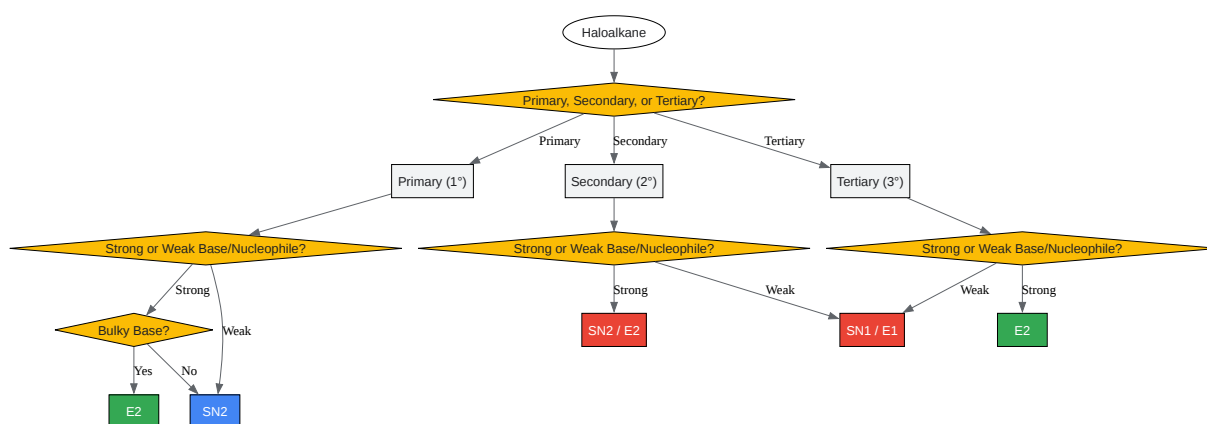 Haloalkane
Primary, Secondary, or Tertiary?
Primary
Secondary
Tertiary
Primary (1°)
Secondary (2°)
Tertiary (3°)
Strong or Weak Base/Nucleophile?
Strong or Weak Base/Nucleophile?
Strong or Weak Base/Nucleophile?
Strong
Strong
Weak
Weak
Strong
Bulky Base?
Weak
SN2 / E2
SN1 / E1
E2
Yes
No
E2
SN2